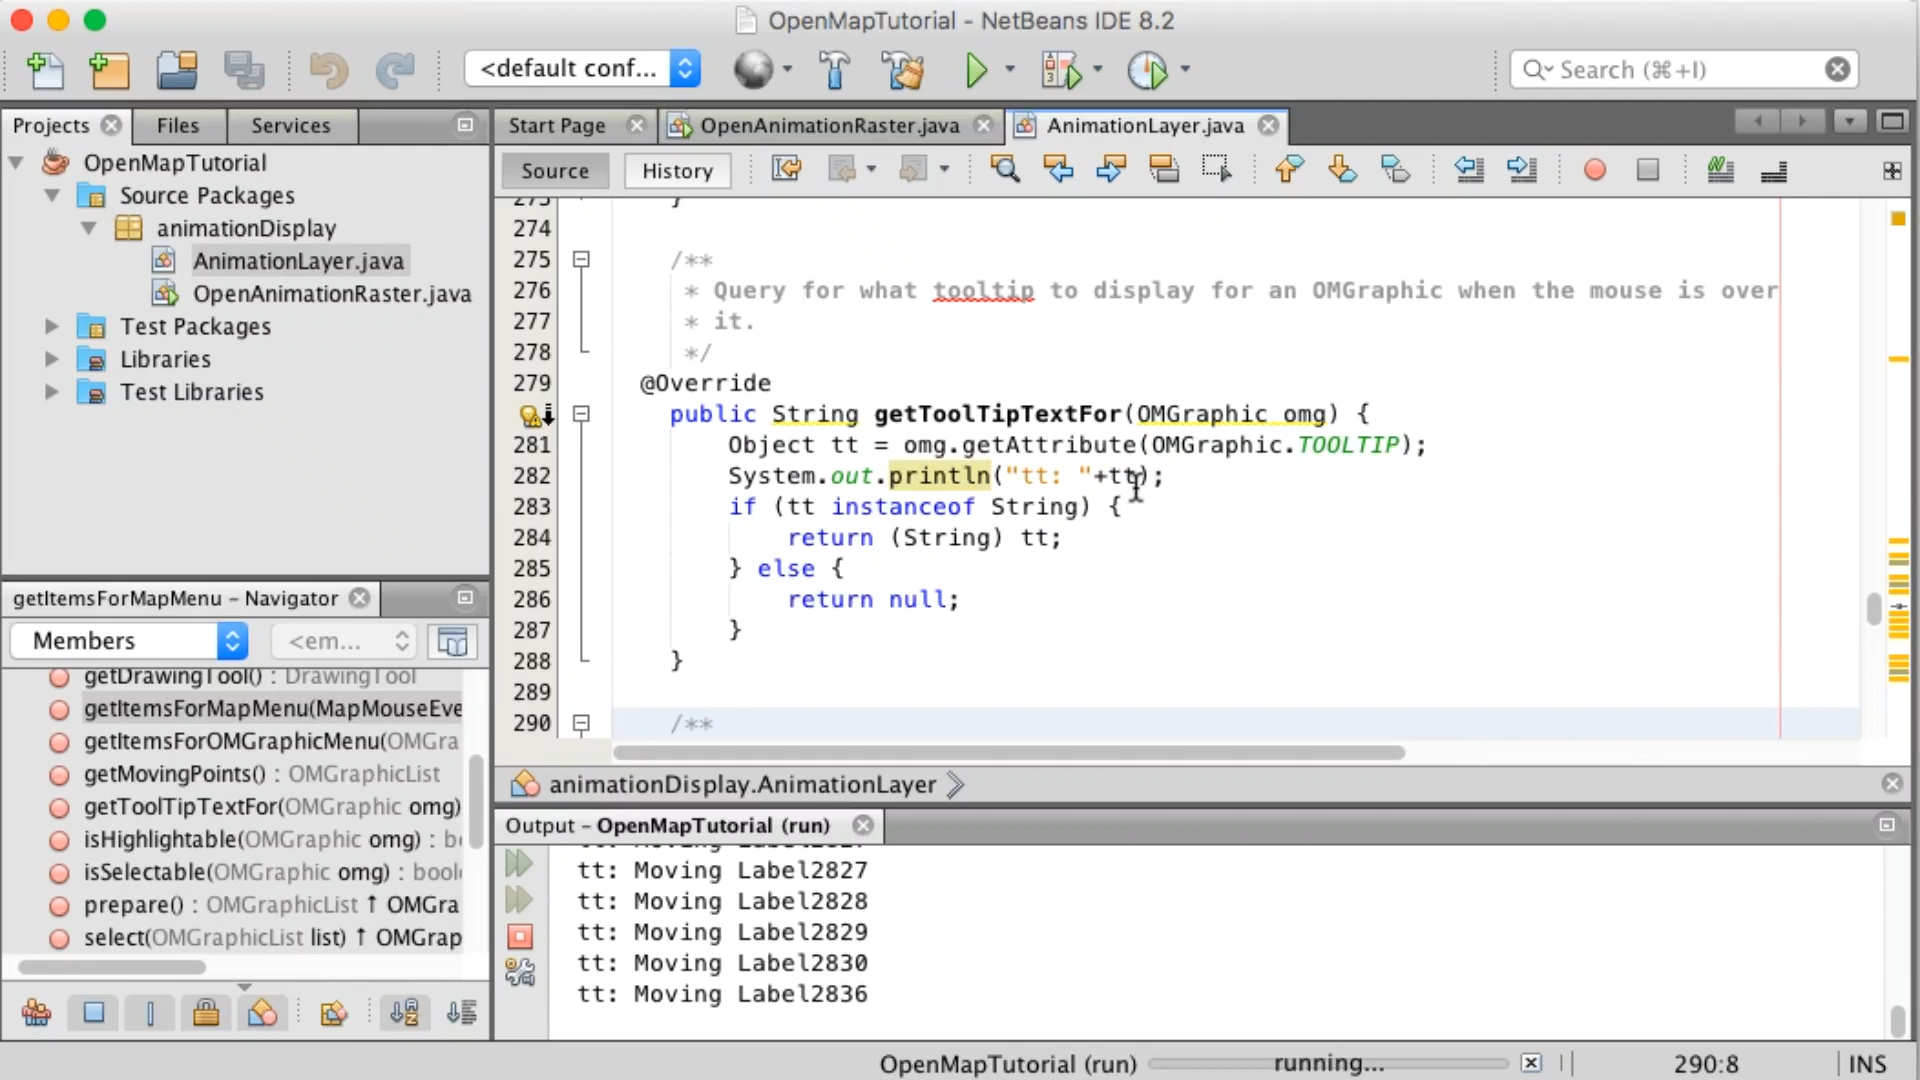 OpenMapTutorial - NetBeans IDE 8.2
<default conf...
Search (⌘+I)
Projects
Files
Services
Start Page
OpenAnimationRaster.java
AnimationLayer.java
Source
History
OpenMapTutorial
Source Packages
animationDisplay
AnimationLayer.java
OpenAnimationRaster.java
Test Packages
Libraries
Test Libraries
273 }
274
275 /**
276 * Query for what tooltip to display for an OMGraphic when the mouse is over
277 * it.
278 */
279 @Override
public String getToolTipTextFor(OMGraphic omg) {
281 Object tt = omg.getAttribute(OMGraphic.TOOLTIP);
282 System.out.println("tt: "+tt);
283 if (tt instanceof String) {
284 return (String) tt;
285 } else {
286 return null;
287 }
288 }
289
290 /**
animationDisplay.AnimationLayer
getItemsForMapMenu - Navigator
Members
<em...
getDrawingTool() : DrawingTool
getItemsForMapMenu(MapMouseEve
getItemsForOMGraphicMenu(OMGra
getMovingPoints() : OMGraphicList
getToolTipTextFor(OMGraphic omg)
isHighlightable(OMGraphic omg) : b
isSelectable(OMGraphic omg) : bool
prepare() : OMGraphicList ↑ OMGra
select(OMGraphicList list) ↑ OMGrap
Output - OpenMapTutorial (run)
tt: Moving Label2827
tt: Moving Label2828
tt: Moving Label2829
tt: Moving Label2830
tt: Moving Label2836
OpenMapTutorial (run)
running...
290:8
INS